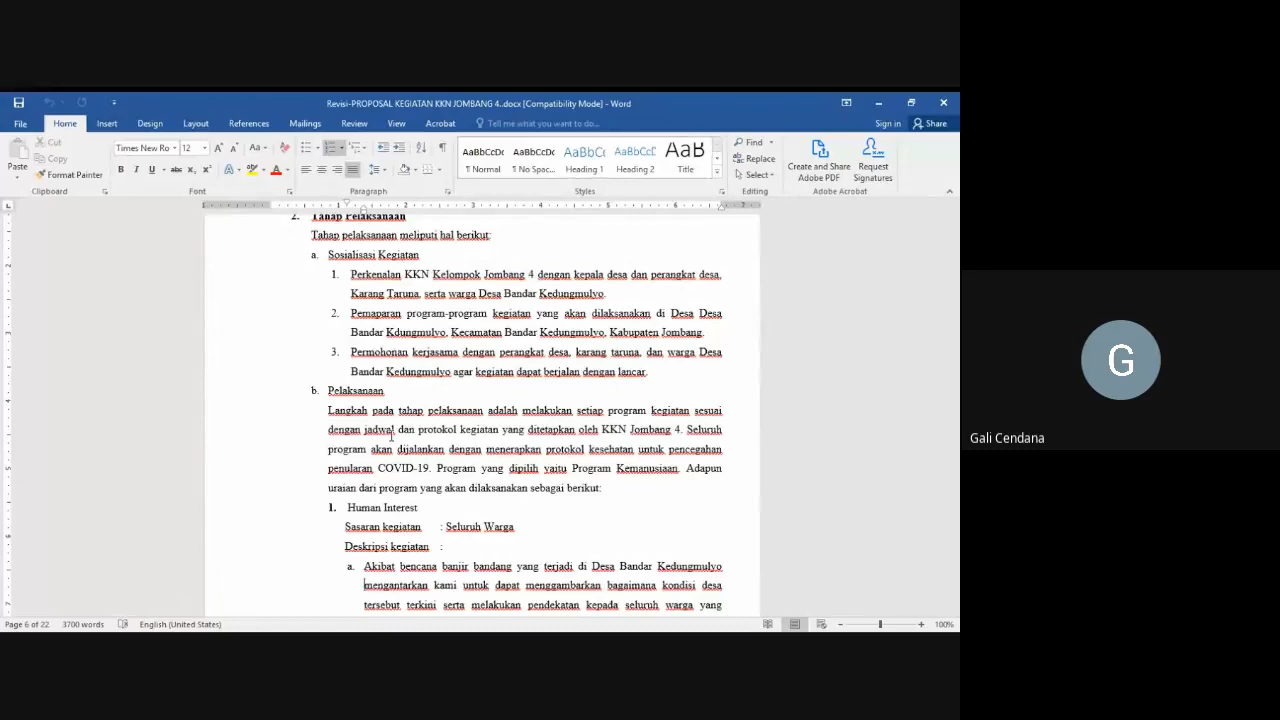 Revisi-PROPOSAL KEGIATAN KKN JOMBANG 4..docx [Compatibility Mode] - Word
File Home Insert Design Layout References Mailings Review View Acrobat Tell me what you want to do... Sign in Share
Cut
Copy
Format Painter
Paste
Times New Ro 12
AaBbCcDc AaBbCcDc AaBbCc AaBbCcC AaB
¶ Normal ¶ No Spac... Heading 1 Heading 2 Title
Find
Replace
Select
Create and Share Adobe PDF
Request Signatures
Clipboard Font Paragraph Styles Editing Adobe Acrobat
2. Tahap Pelaksanaan
Tahap pelaksanaan meliputi hal berikut:
a. Sosialisasi Kegiatan
1. Perkenalan KKN Kelompok Jombang 4 dengan kepala desa dan perangkat desa,
Karang Taruna, serta warga Desa Bandar Kedungmulyo.
2. Pemaparan program-program kegiatan yang akan dilaksanakan di Desa Desa
Bandar Kdungmulyo, Kecamatan Bandar Kedungmulyo, Kabupaten Jombang.
3. Permohonan kerjasama dengan perangkat desa, karang taruna, dan warga Desa
Bandar Kedungmulyo agar kegiatan dapat berjalan dengan lancar.
b. Pelaksanaan
Langkah pada tahap pelaksanaan adalah melakukan setiap program kegiatan sesuai
dengan jadwal dan protokol kegiatan yang ditetapkan oleh KKN Jombang 4. Seluruh
program akan dijalankan dengan menerapkan protokol kesehatan untuk pencegahan
penularan COVID-19. Program yang dipilih yaitu Program Kemanusiaan. Adapun
uraian dari program yang akan dilaksanakan sebagai berikut:
1. Human Interest
Sasaran kegiatan : Seluruh Warga
Deskripsi kegiatan :
a. Akibat bencana banjir bandang yang terjadi di Desa Bandar Kedungmulyo
mengantarkan kami untuk dapat menggambarkan bagaimana kondisi desa
tersebut terkini serta melakukan pendekatan kepada seluruh warga yang
Page 6 of 22 3700 words English (United States) 100%
G
Gali Cendana